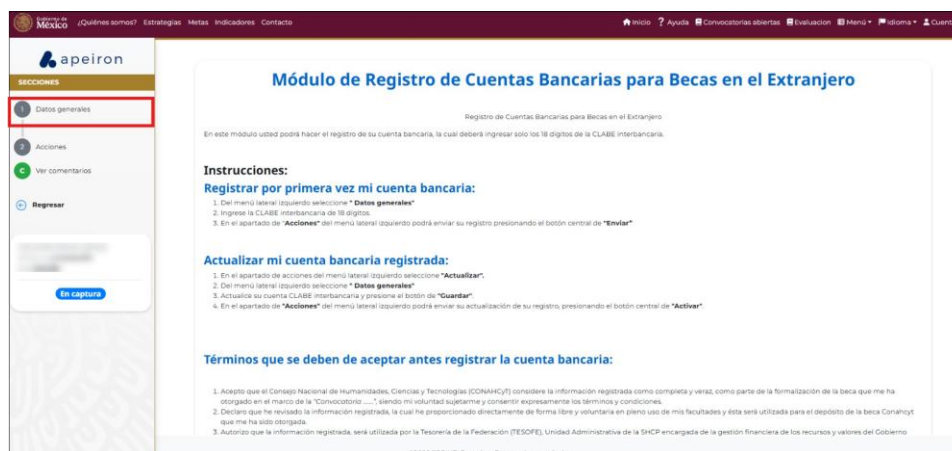 Gobierno de
México
¿Quiénes somos? Estrategias Metas Indicadores Contacto
Inicio ? Ayuda Convocatorias abiertas Evaluacion Menú Idioma Cuent
apeiron
SECCIONES
1 Datos generales
2 Acciones
C Ver comentarios
Regresar
En captura
Módulo de Registro de Cuentas Bancarias para Becas en el Extranjero
Registro de Cuentas Bancarias para Becas en el Extranjero
En este módulo usted podrá hacer el registro de su cuenta bancaria, la cual deberá ingresar solo los 18 dígitos de la CLABE interbancaria.
Instrucciones:
Registrar por primera vez mi cuenta bancaria:
1. Del menú lateral izquierdo seleccione " Datos generales"
2. Ingrese la CLABE interbancaria de 18 dígitos.
3. En el apartado de "Acciones" del menú lateral izquierdo podrá enviar su registro presionando el botón central de "Enviar"
Actualizar mi cuenta bancaria registrada:
1. En el apartado de acciones del menú lateral izquierdo seleccione "Actualizar".
2. Del menú lateral izquierdo seleccione " Datos generales"
3. Actualice su cuenta CLABE interbancaria y presione el botón de "Guardar".
4. En el apartado de "Acciones" del menú lateral izquierdo podrá enviar su actualización de su registro, presionando el botón central de "Activar".
Términos que se deben de aceptar antes registrar la cuenta bancaria:
1. Acepto que el Consejo Nacional de Humanidades, Ciencias y Tecnologías (CONAHCyT) considere la información registrada como completa y veraz, como parte de la formalización de la beca que me ha
otorgado en el marco de la "Convocatoria ......", siendo mi voluntad sujetarme y consentir expresamente los términos y condiciones.
2. Declaro que he revisado la información registrada, la cual he proporcionado directamente de forma libre y voluntaria en pleno uso de mis facultades y ésta será utilizada para el depósito de la beca Conahcyt
que me ha sido otorgada.
3. Autorizo que la información registrada, será utilizada por la Tesorería de la Federación (TESOFE), Unidad Administrativa de la SHCP encargada de la gestión financiera de los recursos y valores del Gobierno